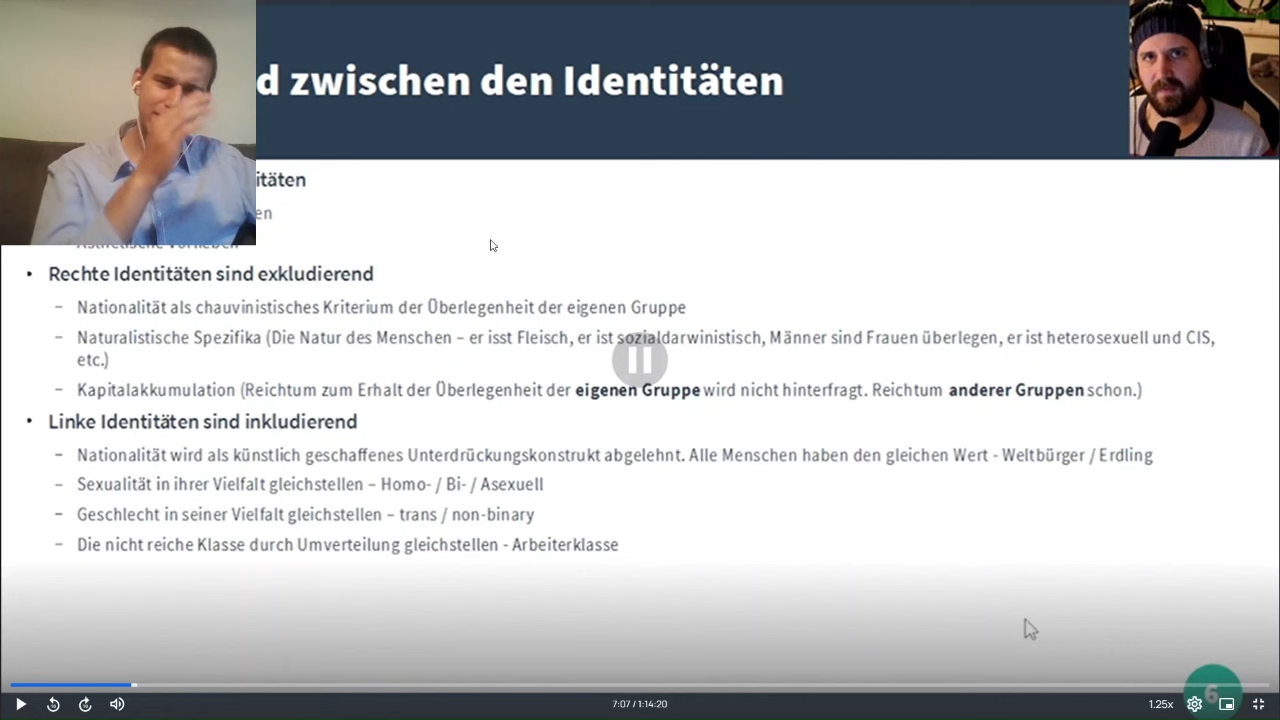 d zwischen den Identitäten
itäten
en
Ästhetische Vorlieben
• Rechte Identitäten sind exkludierend
– Nationalität als chauvinistisches Kriterium der Überlegenheit der eigenen Gruppe
– Naturalistische Spezifika (Die Natur des Menschen – er isst Fleisch, er ist sozialdarwinistisch, Männer sind Frauen überlegen, er ist heterosexuell und CIS,
etc.)
– Kapitalakkumulation (Reichtum zum Erhalt der Überlegenheit der eigenen Gruppe wird nicht hinterfragt. Reichtum anderer Gruppen schon.)
• Linke Identitäten sind inkludierend
– Nationalität wird als künstlich geschaffenes Unterdrückungskonstrukt abgelehnt. Alle Menschen haben den gleichen Wert - Weltbürger / Erdling
– Sexualität in ihrer Vielfalt gleichstellen – Homo- / Bi- / Asexuell
– Geschlecht in seiner Vielfalt gleichstellen – trans / non-binary
– Die nicht reiche Klasse durch Umverteilung gleichstellen - Arbeiterklasse
6
7:07 / 1:14:20
1.25x